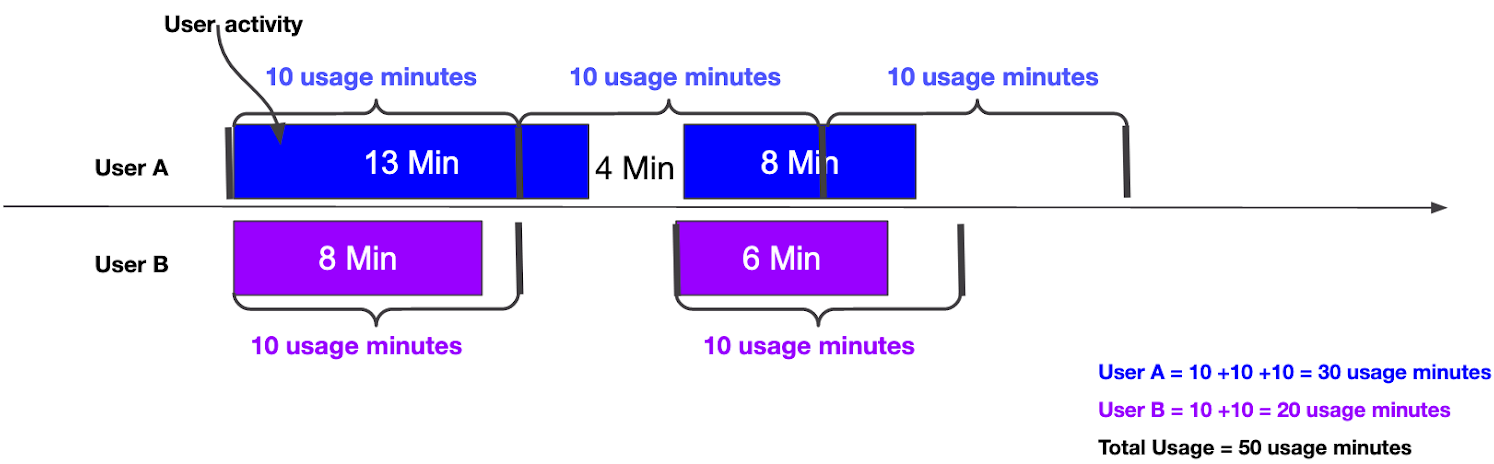 User activity
10 usage minutes
10 usage minutes
10 usage minutes
User A
13 Min
4 Min
8 Min
User B
8 Min
6 Min
10 usage minutes
10 usage minutes
User A = 10 +10 +10 = 30 usage minutes
User B = 10 +10 = 20 usage minutes
Total Usage = 50 usage minutes